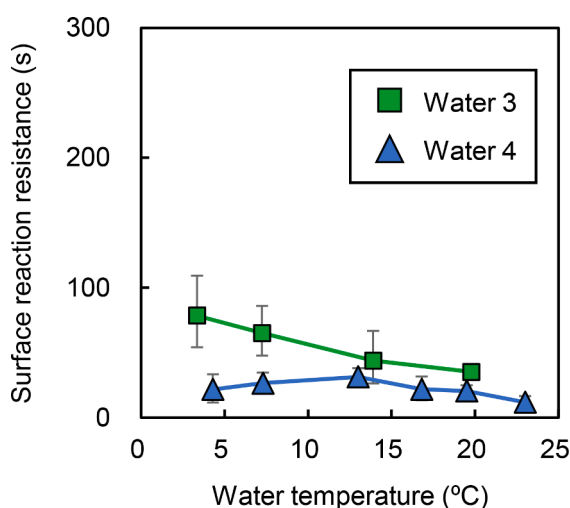 Surface reaction resistance (s)
300
200
100
0
Water 3
Water 4
0 5 10 15 20 25
Water temperature (ºC)